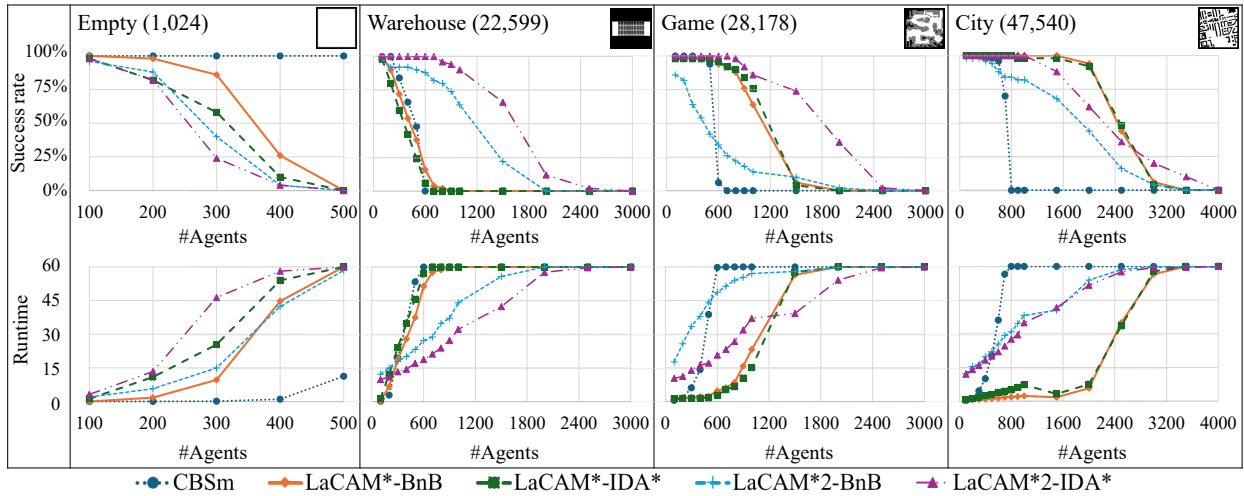 Empty (1,024)
Warehouse (22,599)
Game (28,178)
City (47,540)
Success rate
100%
75%
50%
25%
0%
100 200 300 400 500
0 600 1200 1800 2400 3000
0 600 1200 1800 2400 3000
0 800 1600 2400 3200 4000
#Agents
#Agents
#Agents
#Agents
Runtime
60
45
30
15
0
100 200 300 400 500
0 600 1200 1800 2400 3000
0 600 1200 1800 2400 3000
0 800 1600 2400 3200 4000
#Agents
#Agents
#Agents
#Agents
CBSm LaCAM*-BnB LaCAM*-IDA* LaCAM*2-BnB LaCAM*2-IDA*